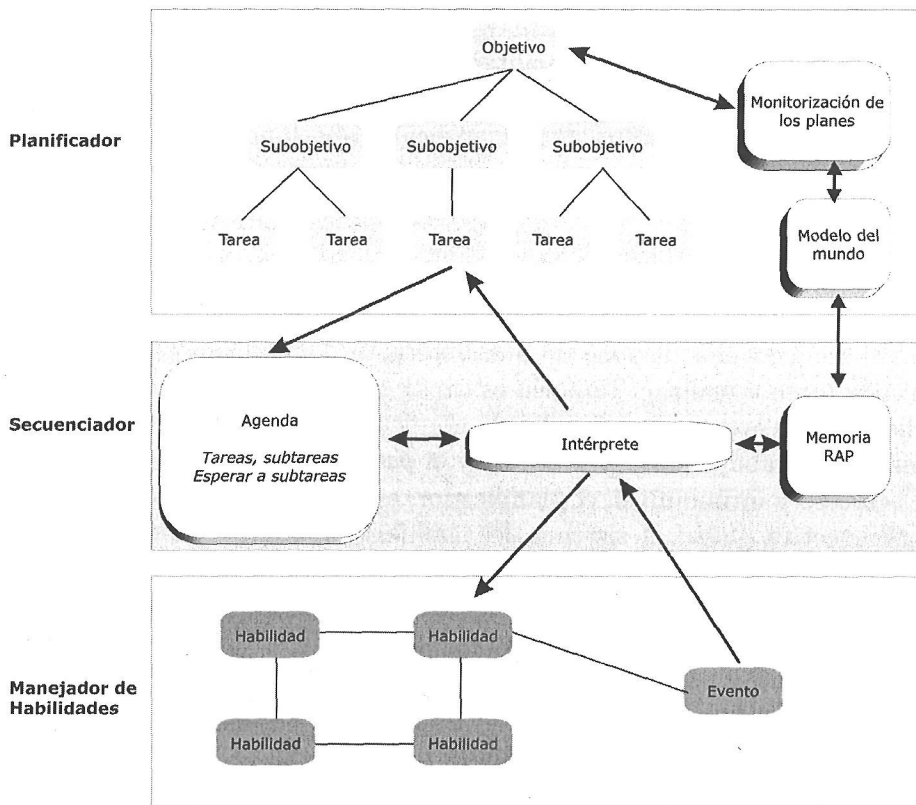 Objetivo
Monitorización de
los planes
Planificador
Subobjetivo
Subobjetivo
Subobjetivo
Tarea
Tarea
Tarea
Tarea
Tarea
Modelo del
mundo
Secuenciador
Agenda
Tareas, subtareas
Esperar a subtareas
Intérprete
Memoria
RAP
Manejador de
Habilidades
Habilidad
Habilidad
Evento
Habilidad
Habilidad